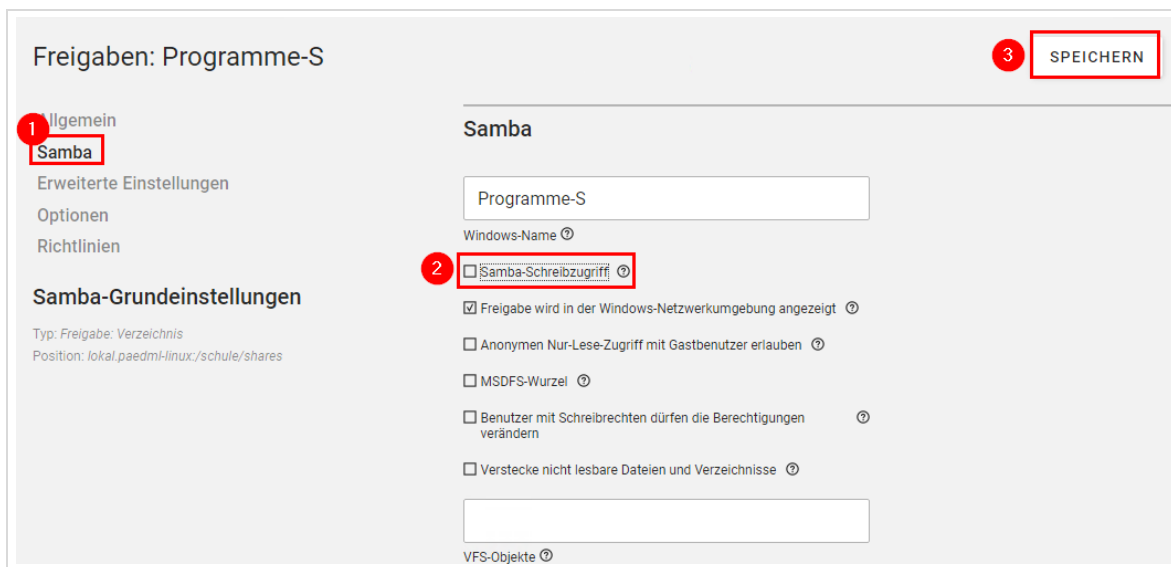 Freigaben: Programme-S
3 SPEICHERN
Allgemein
1
Samba
Erweiterte Einstellungen
Optionen
Richtlinien
Samba-Grundeinstellungen
Typ: Freigabe: Verzeichnis
Position: lokal.paedml-linux:/schule/shares
Samba
Programme-S
Windows-Name
2 Samba-Schreibzugriff
Freigabe wird in der Windows-Netzwerkumgebung angezeigt
Anonymen Nur-Lese-Zugriff mit Gastbenutzer erlauben
MSDFS-Wurzel
Benutzer mit Schreibrechten dürfen die Berechtigungen
verändern
Verstecke nicht lesbare Dateien und Verzeichnisse
VFS-Objekte